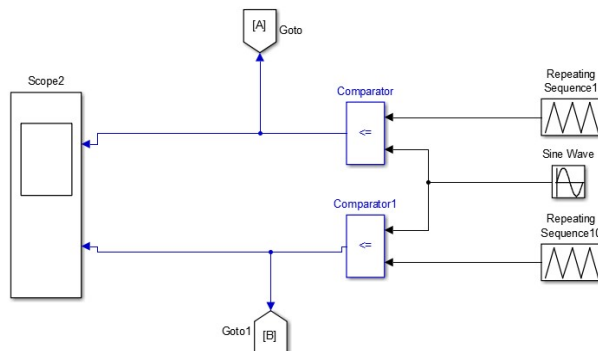 [A]
Goto
Scope2
Comparator
<=
Repeating
Sequence1
Sine Wave
Comparator1
<=
Repeating
Sequence10
Goto1
[B]